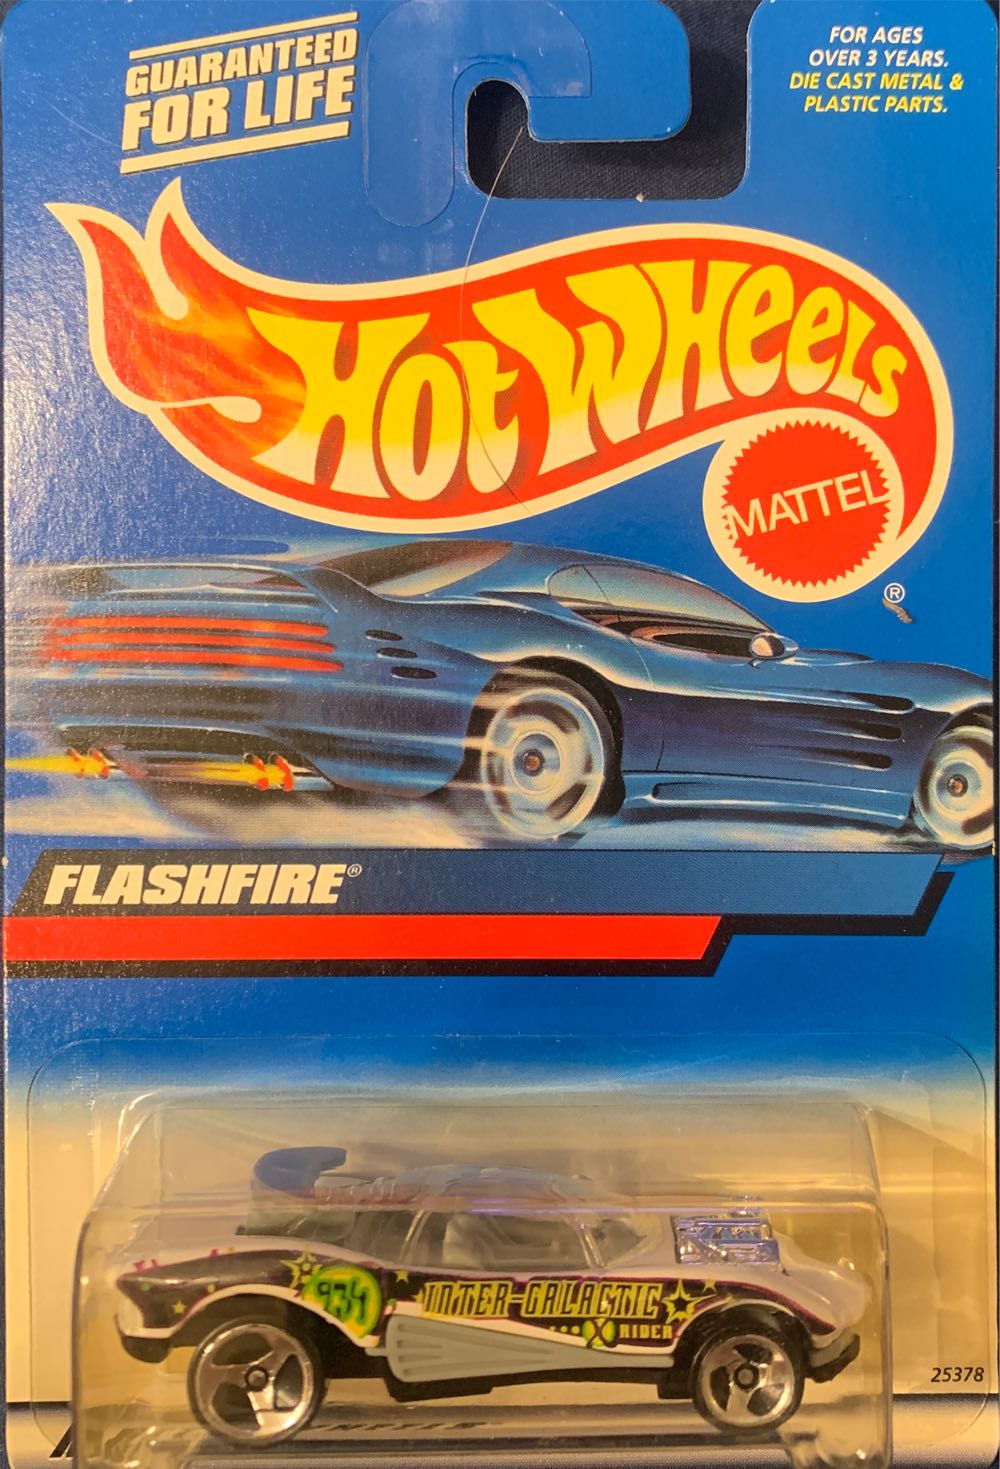 GUARANTEED
FOR LIFE
FOR AGES
OVER 3 YEARS.
DIE CAST METAL &
PLASTIC PARTS.
HOT WHEELS
MATTEL
®
FLASHFIRE®
934
INTER-GALACTIC
X RIDER
25378